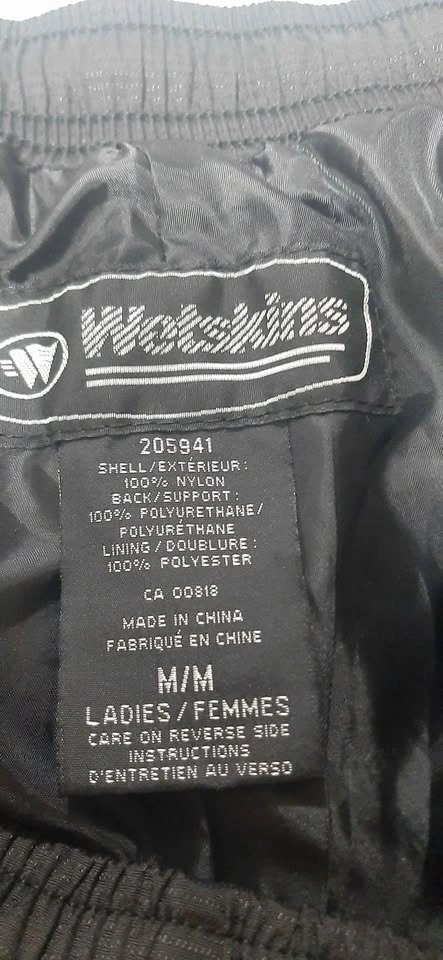 W
Wetskins
205941
SHELL/EXTÉRIEUR:
100% NYLON
BACK/SUPPORT:
100% POLYURETHANE/
POLYURÉTHANE
LINING/DOUBLURE:
100% POLYESTER
CA 00818
MADE IN CHINA
FABRIQUÉ EN CHINE
M/M
LADIES/FEMMES
CARE ON REVERSE SIDE
INSTRUCTIONS
D'ENTRETIEN AU VERSO